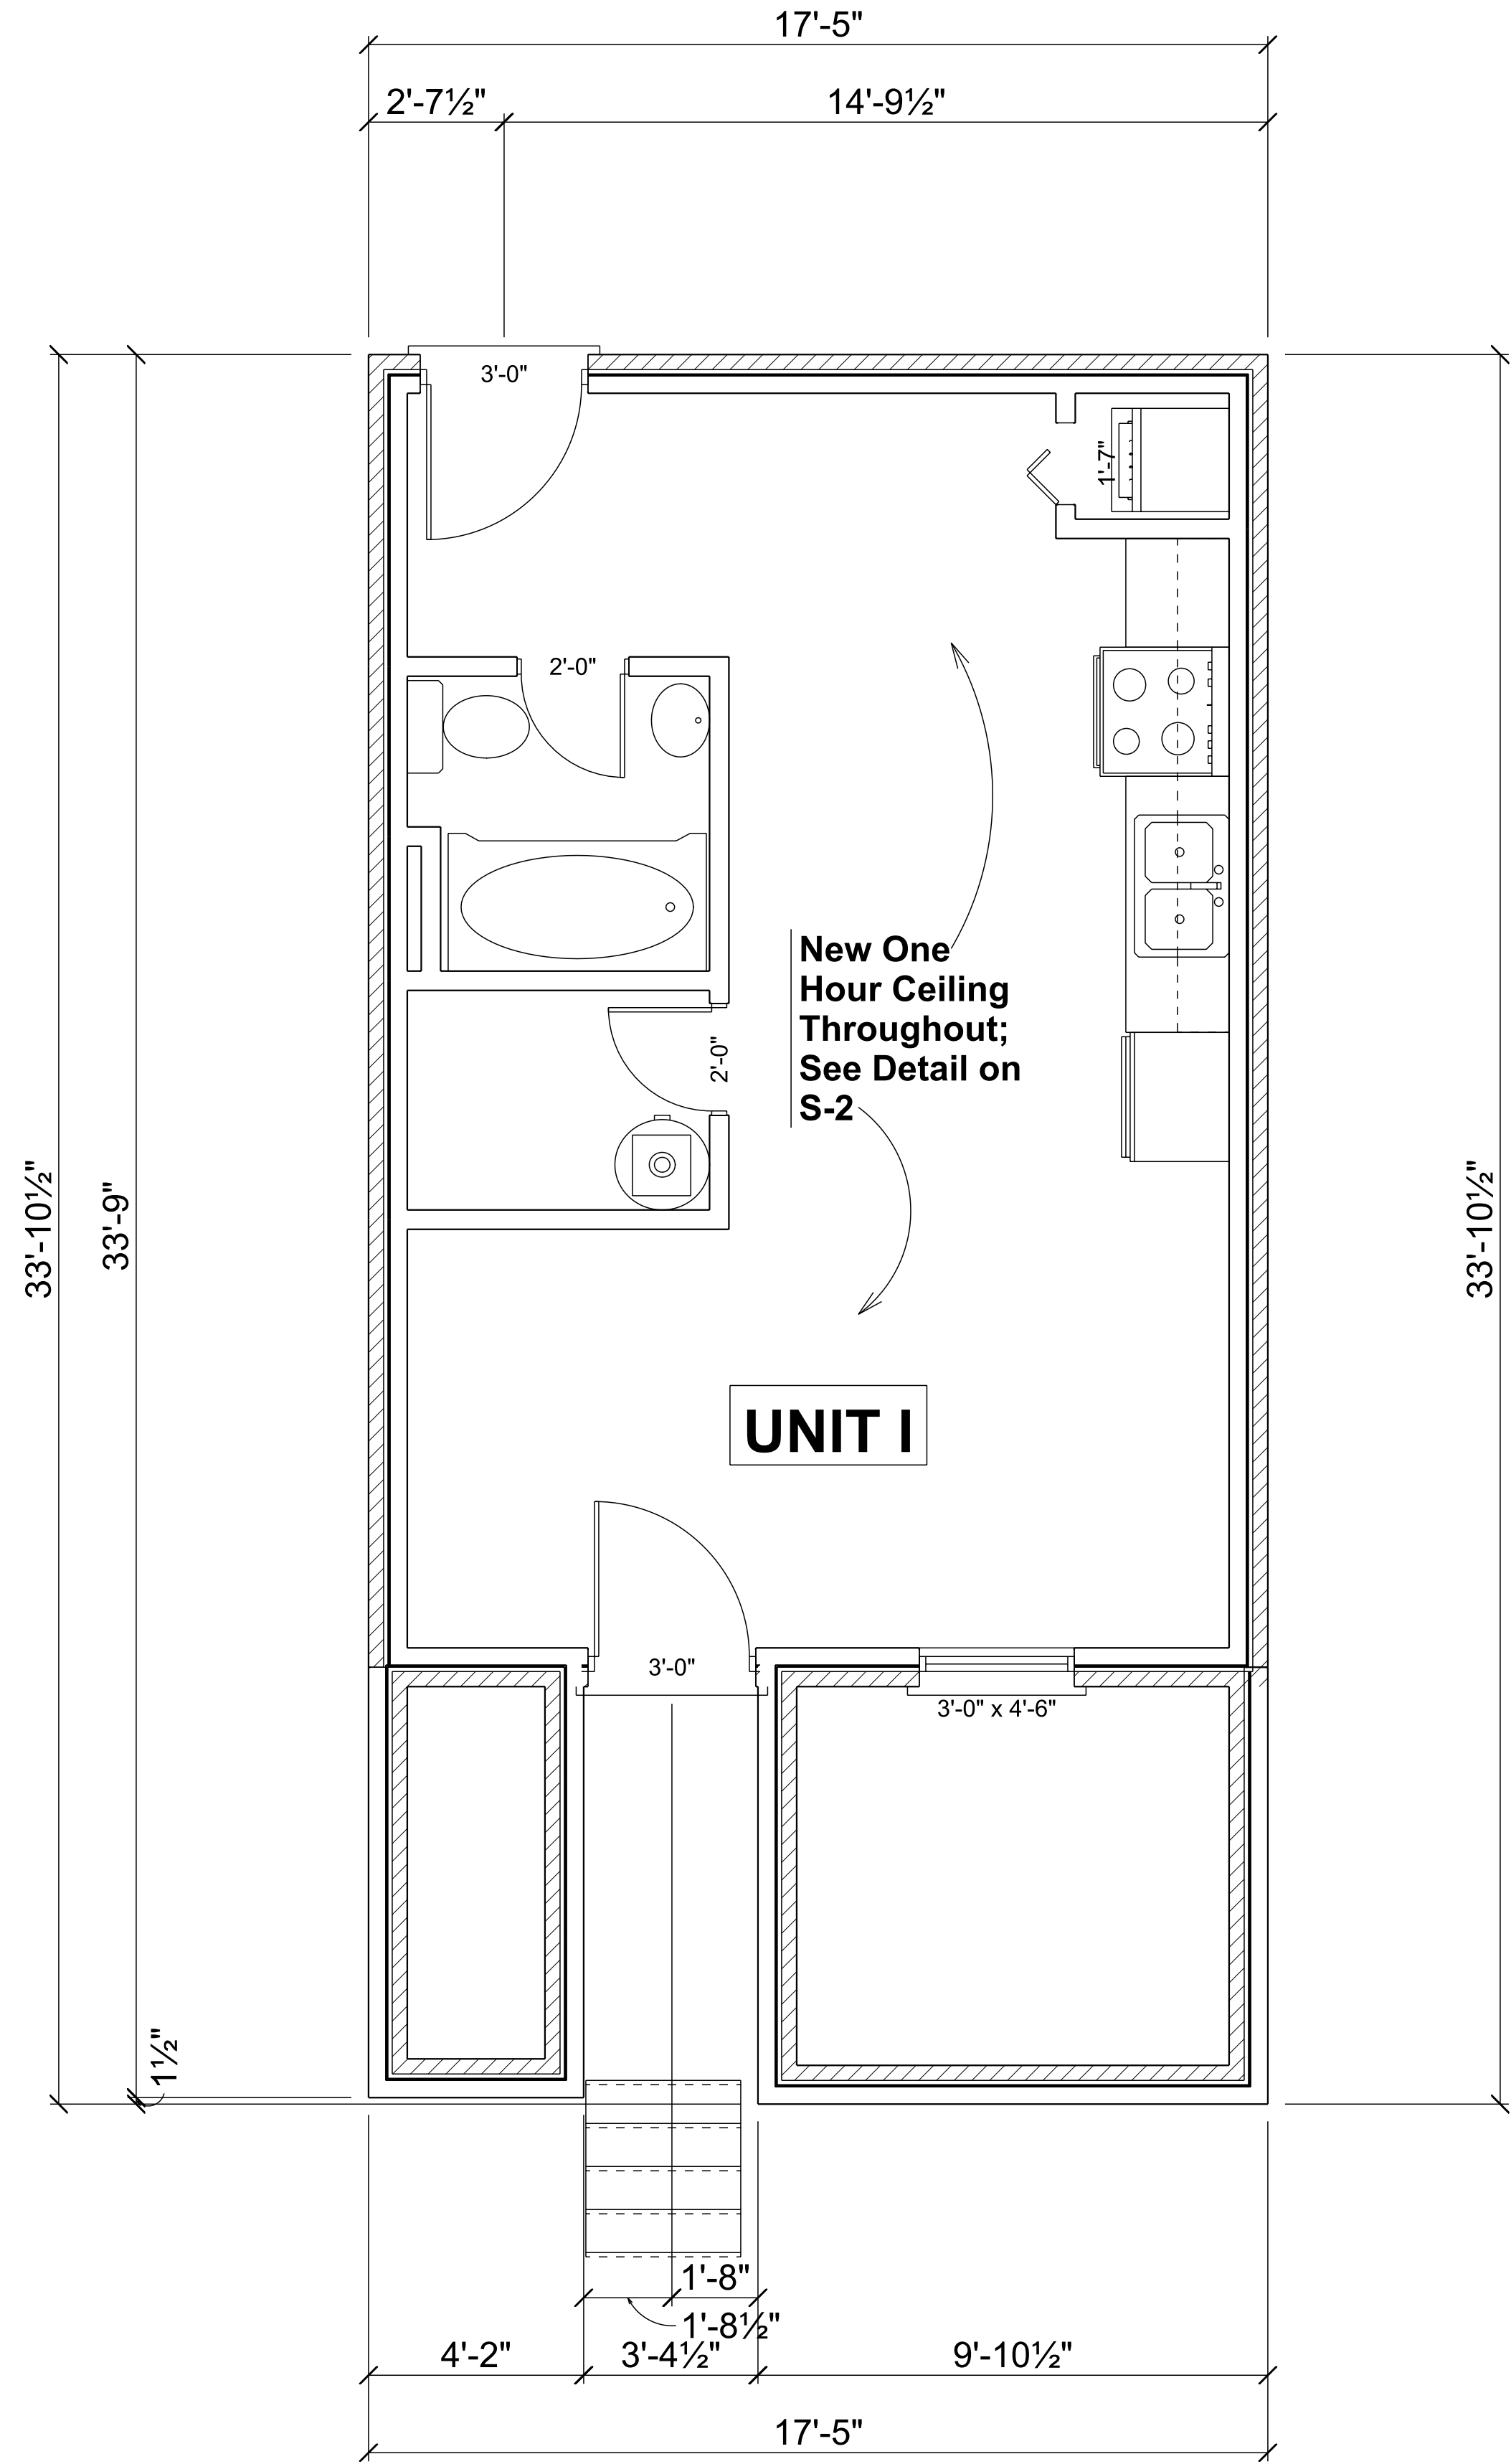 17'-5"
2'-7½"
14'-9½"
3'-0"
1'-7"
2'-0"
New One
Hour Ceiling
Throughout;
See Detail on
S-2
2'-0"
33'-10½"
33'-9"
33'-10½"
UNIT I
3'-0"
3'-0" x 4'-6"
1½"
1'-8"
1'-8½"
4'-2"
3'-4½"
9'-10½"
17'-5"